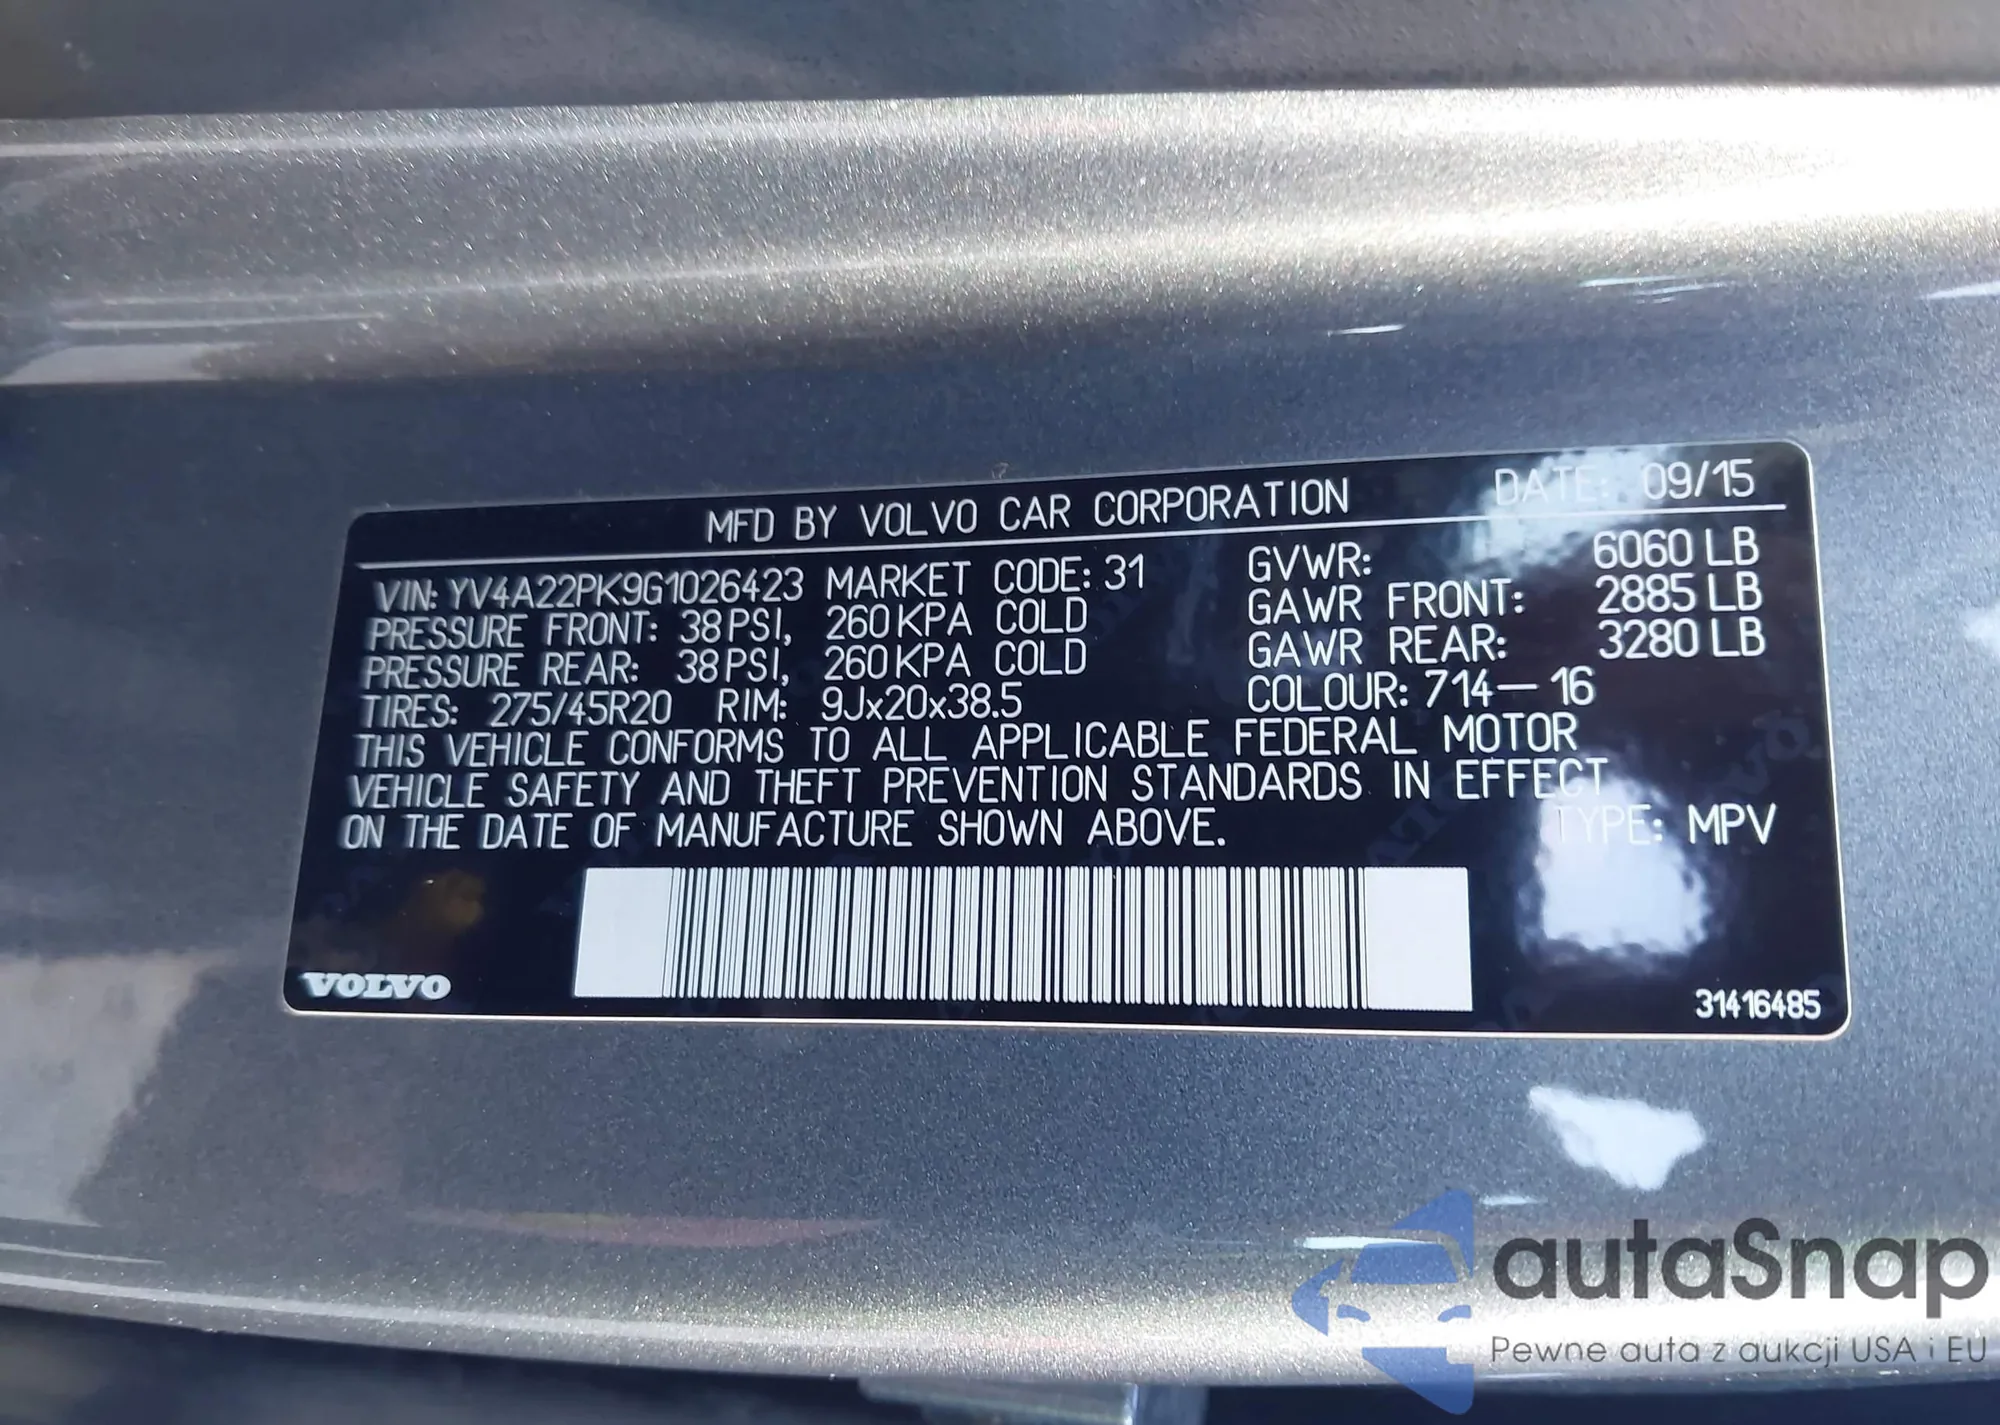 MFD BY VOLVO CAR CORPORATION DATE: 09/15
VIN: YV4A22PK9G1026423 MARKET CODE: 31 GVWR: 6060 LB
PRESSURE FRONT: 38 PSI, 260 KPA COLD GAWR FRONT: 2885 LB
PRESSURE REAR: 38 PSI, 260 KPA COLD GAWR REAR: 3280 LB
TIRES: 275/45R20 RIM: 9Jx20x38.5 COLOUR: 714-16
THIS VEHICLE CONFORMS TO ALL APPLICABLE FEDERAL MOTOR
VEHICLE SAFETY AND THEFT PREVENTION STANDARDS IN EFFECT
ON THE DATE OF MANUFACTURE SHOWN ABOVE. TYPE: MPV
VOLVO
31416485
autaSnap
Pewne auta z aukcji USA i EU